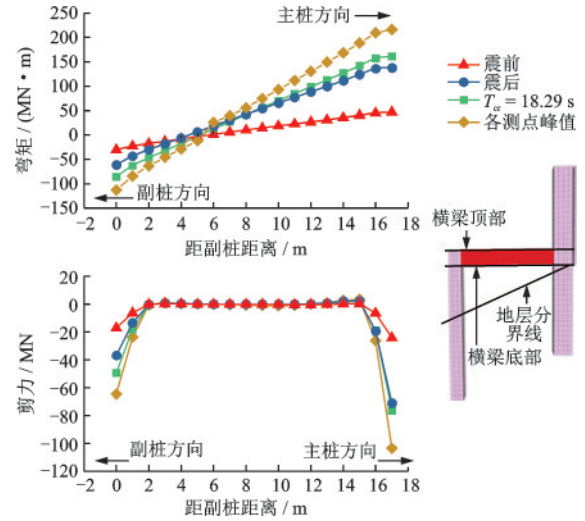 主桩方向
250
200
150
100
50
0
−50
−100
−150
弯矩 / (MN·m)
副桩方向
−2 0 2 4 6 8 10 12 14 16 18
距副桩距离 / m
震前
震后
Tcr = 18.29 s
各测点峰值
20
0
−20
−40
−60
−80
−100
−120
剪力 / MN
副桩方向
主桩方向
−2 0 2 4 6 8 10 12 14 16 18
距副桩距离 / m
横梁顶部
地层分
界线
横梁底部